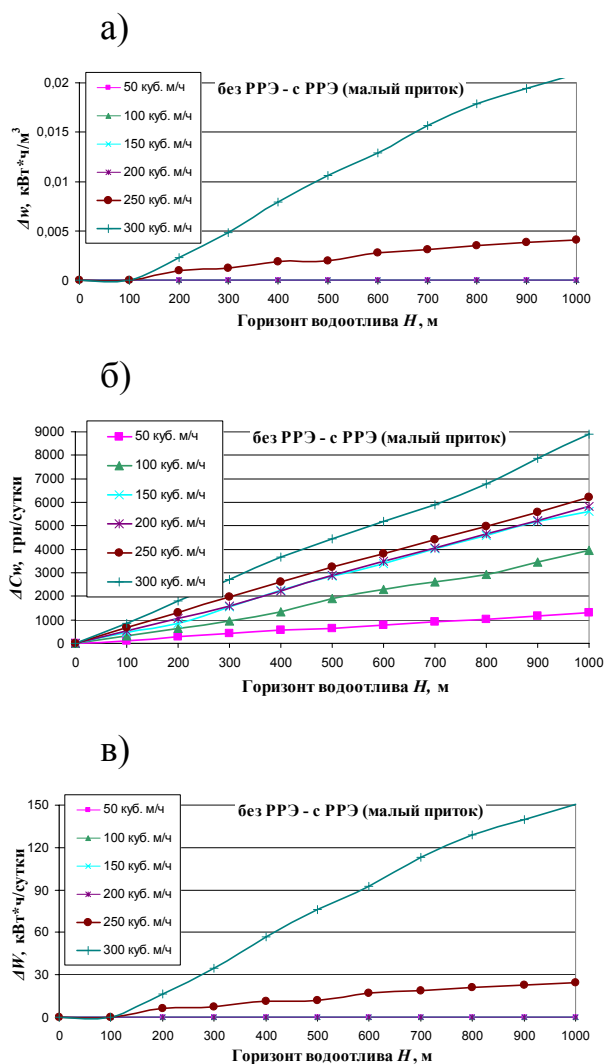 а)
без РРЭ - с РРЭ (малый приток)
Δw, кВт*ч/м³
0,02
0,015
0,01
0,005
0
50 куб. м/ч
100 куб. м/ч
150 куб. м/ч
200 куб. м/ч
250 куб. м/ч
300 куб. м/ч
0 100 200 300 400 500 600 700 800 900 1000
Горизонт водоотлива H, м
б)
без РРЭ - с РРЭ (малый приток)
ΔCw, грн/сутки
9000
8000
7000
6000
5000
4000
3000
2000
1000
0
50 куб. м/ч
100 куб. м/ч
150 куб. м/ч
200 куб. м/ч
250 куб. м/ч
300 куб. м/ч
0 100 200 300 400 500 600 700 800 900 1000
Горизонт водоотлива H, м
в)
без РРЭ - с РРЭ (малый приток)
ΔW, кВт*ч/сутки
150
120
90
60
30
0
50 куб. м/ч
100 куб. м/ч
150 куб. м/ч
200 куб. м/ч
250 куб. м/ч
300 куб. м/ч
0 100 200 300 400 500 600 700 800 900 1000
Горизонт водоотлива H, м